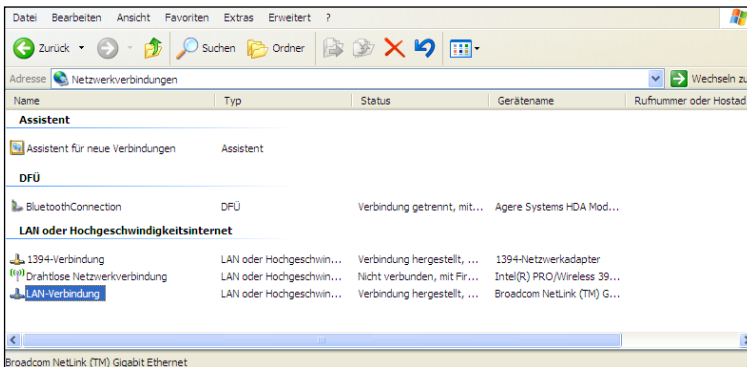 Datei Bearbeiten Ansicht Favoriten Extras Erweitert ?
Zurück Suchen Ordner
Adresse Netzwerkverbindungen Wechseln zu
Name Typ Status Gerätename Rufnummer oder Hostad
Assistent
Assistent für neue Verbindungen Assistent
DFÜ
BluetoothConnection DFÜ Verbindung getrennt, mit... Agere Systems HDA Mod...
LAN oder Hochgeschwindigkeitsinternet
1394-Verbindung LAN oder Hochgeschwin... Verbindung hergestellt, ... 1394-Netzwerkadapter
Drahtlose Netzwerkverbindung LAN oder Hochgeschwin... Nicht verbunden, mit Fir... Intel(R) PRO/Wireless 39...
LAN-Verbindung LAN oder Hochgeschwin... Verbindung hergestellt, ... Broadcom NetLink (TM) G...
Broadcom NetLink (TM) Gigabit Ethernet